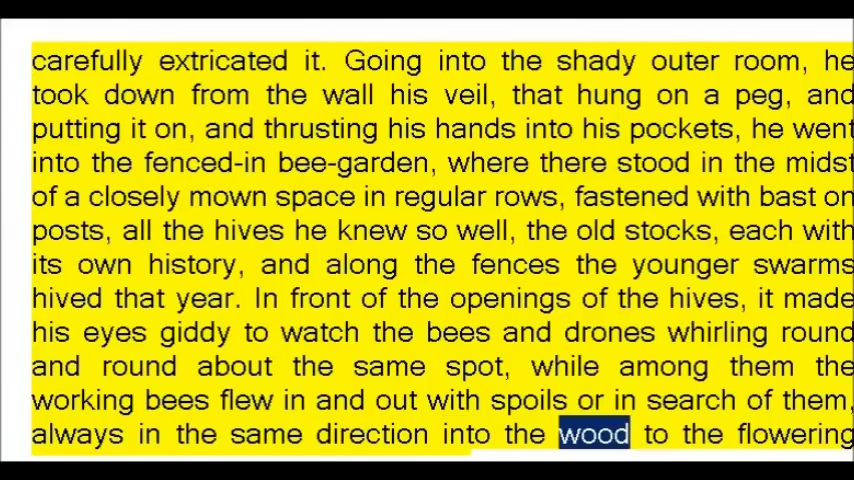 carefully extricated it. Going into the shady outer room, he
took down from the wall his veil, that hung on a peg, and
putting it on, and thrusting his hands into his pockets, he went
into the fenced-in bee-garden, where there stood in the midst
of a closely mown space in regular rows, fastened with bast on
posts, all the hives he knew so well, the old stocks, each with
its own history, and along the fences the younger swarms
hived that year. In front of the openings of the hives, it made
his eyes giddy to watch the bees and drones whirling round
and round about the same spot, while among them the
working bees flew in and out with spoils or in search of them,
always in the same direction into the wood to the flowering